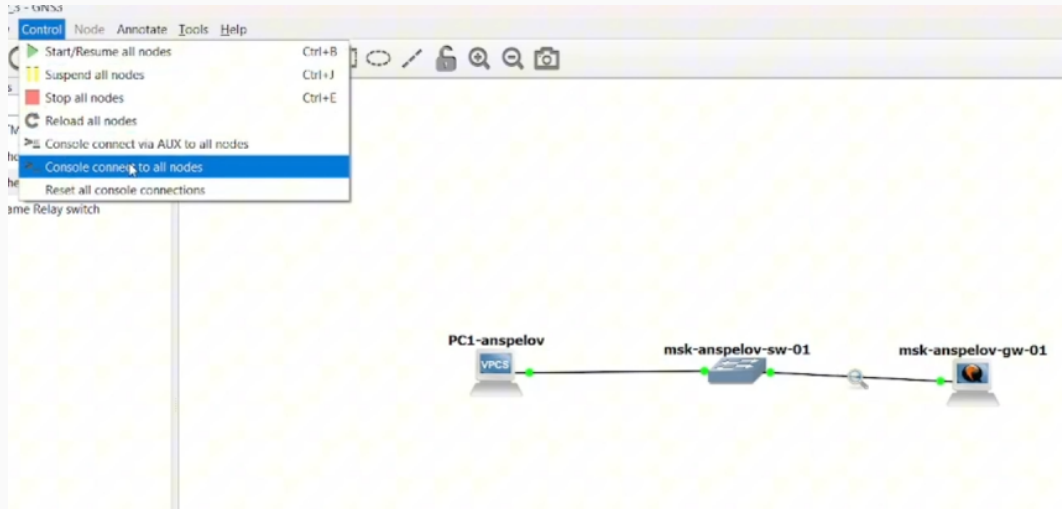 _3 - GNS3
Control Node Annotate Tools Help
Start/Resume all nodes Ctrl+B
Suspend all nodes Ctrl+J
Stop all nodes Ctrl+E
Reload all nodes
Console connect via AUX to all nodes
Console connect to all nodes
Reset all console connections
ame Relay switch
PC1-anspelov
msk-anspelov-sw-01
msk-anspelov-gw-01
VPCS